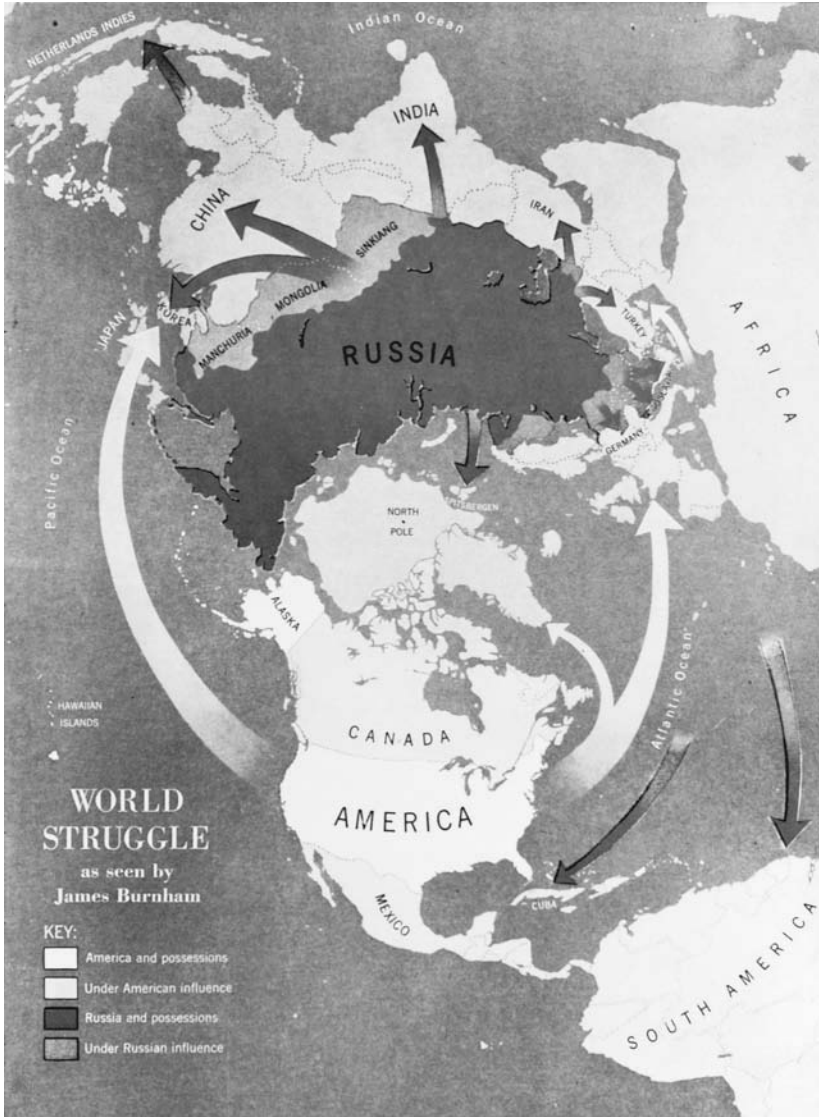 Indian Ocean
NETHERLANDS INDIES
INDIA
CHINA
IRAN
SINKIANG
MONGOLIA
MANCHURIA
KOREA
JAPAN
RUSSIA
TURKEY
AFRICA
GERMANY
Pacific Ocean
SPITSBERGEN
NORTH
POLE
ALASKA
HAWAIIAN
ISLANDS
CANADA
Atlantic Ocean
AMERICA
MEXICO
CUBA
SOUTH AMERICA
WORLD
STRUGGLE
as seen by
James Burnham
KEY:
America and possessions
Under American influence
Russia and possessions
Under Russian influence